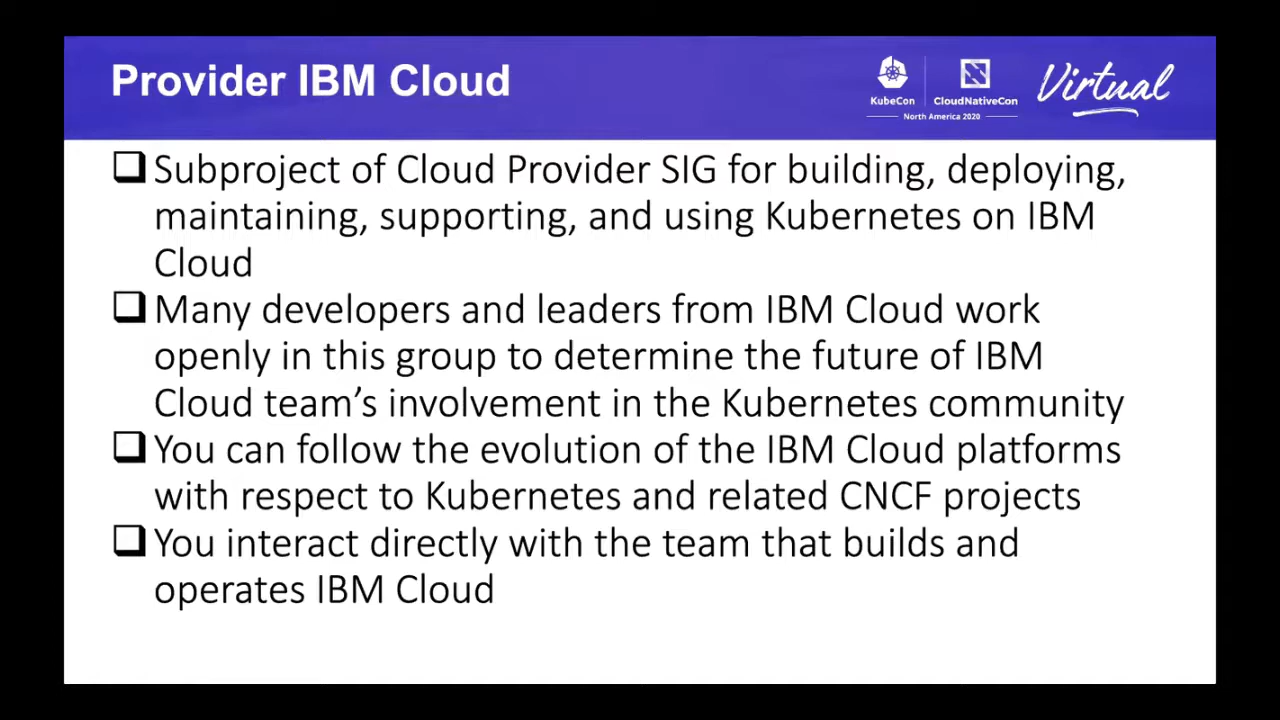 Provider IBM Cloud
KubeCon
CloudNativeCon
North America 2020
Virtual
Subproject of Cloud Provider SIG for building, deploying,
maintaining, supporting, and using Kubernetes on IBM
Cloud
Many developers and leaders from IBM Cloud work
openly in this group to determine the future of IBM
Cloud team’s involvement in the Kubernetes community
You can follow the evolution of the IBM Cloud platforms
with respect to Kubernetes and related CNCF projects
You interact directly with the team that builds and
operates IBM Cloud